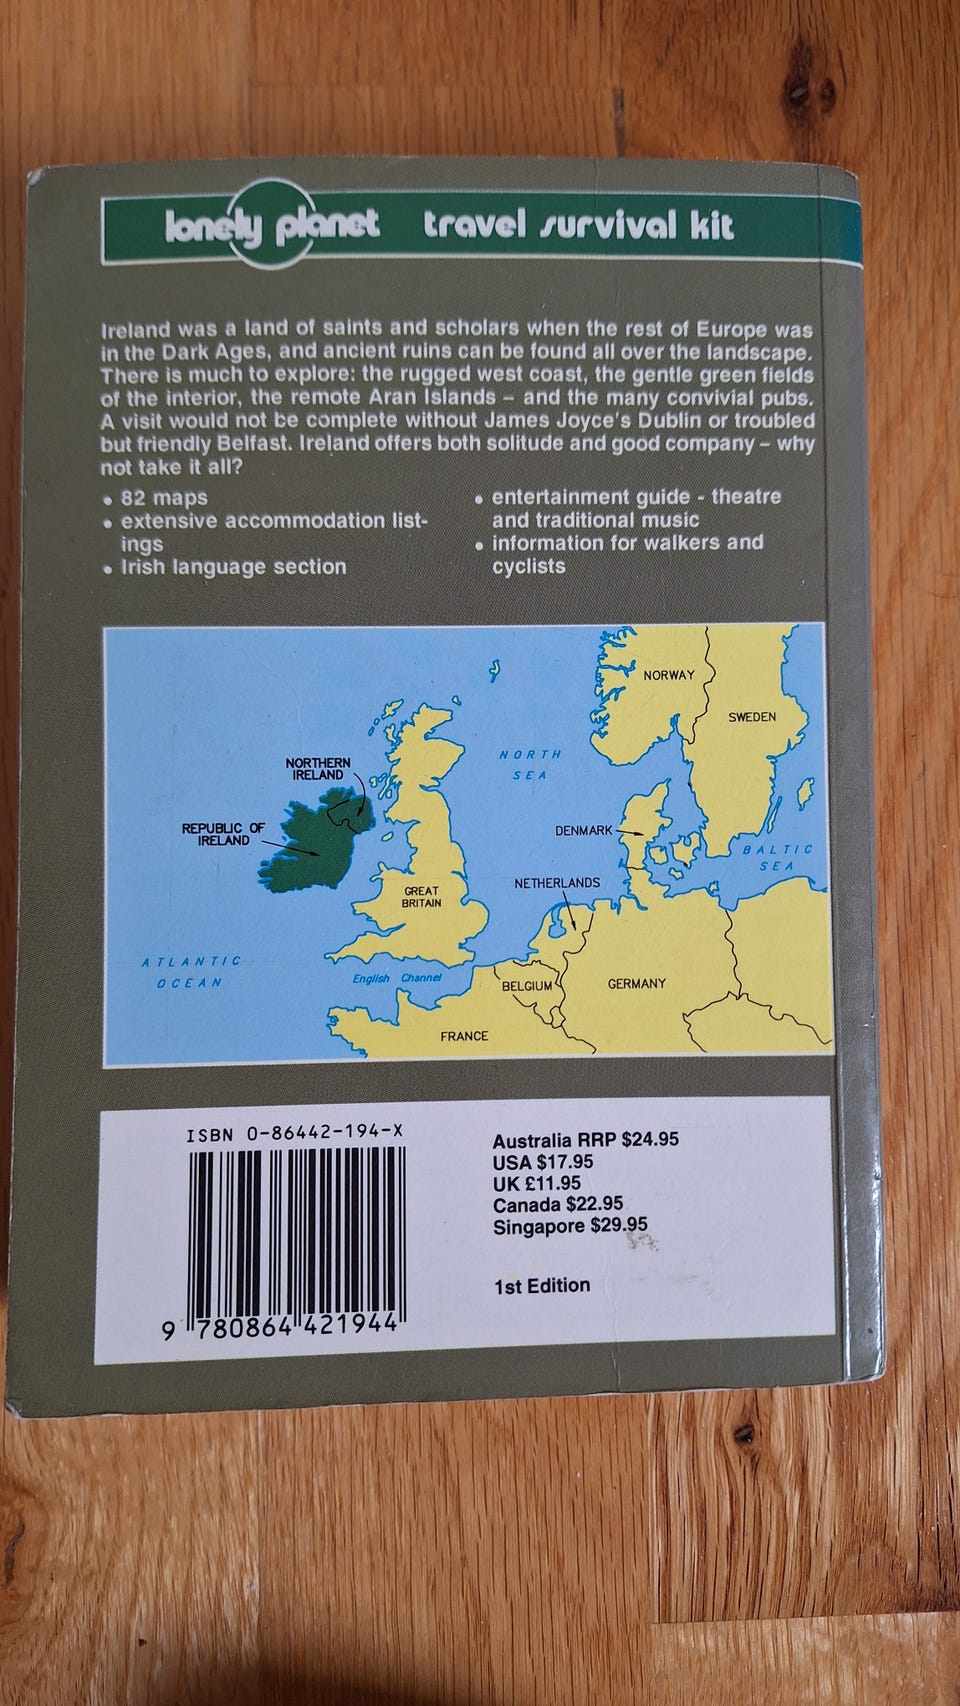 lonely planet travel survival kit
Ireland was a land of saints and scholars when the rest of Europe was
in the Dark Ages, and ancient ruins can be found all over the landscape.
There is much to explore: the rugged west coast, the gentle green fields
of the interior, the remote Aran Islands – and the many convivial pubs.
A visit would not be complete without James Joyce's Dublin or troubled
but friendly Belfast. Ireland offers both solitude and good company – why
not take it all?
• 82 maps
• extensive accommodation list-
ings
• Irish language section
• entertainment guide - theatre
and traditional music
• information for walkers and
cyclists
NORWAY
SWEDEN
NORTH
SEA
NORTHERN
IRELAND
REPUBLIC OF
IRELAND
DENMARK
BALTIC
SEA
NETHERLANDS
GREAT
BRITAIN
ATLANTIC
OCEAN
English Channel
BELGIUM
GERMANY
FRANCE
ISBN 0-86442-194-X
9 780864 421944
Australia RRP $24.95
USA $17.95
UK £11.95
Canada $22.95
Singapore $29.95
1st Edition